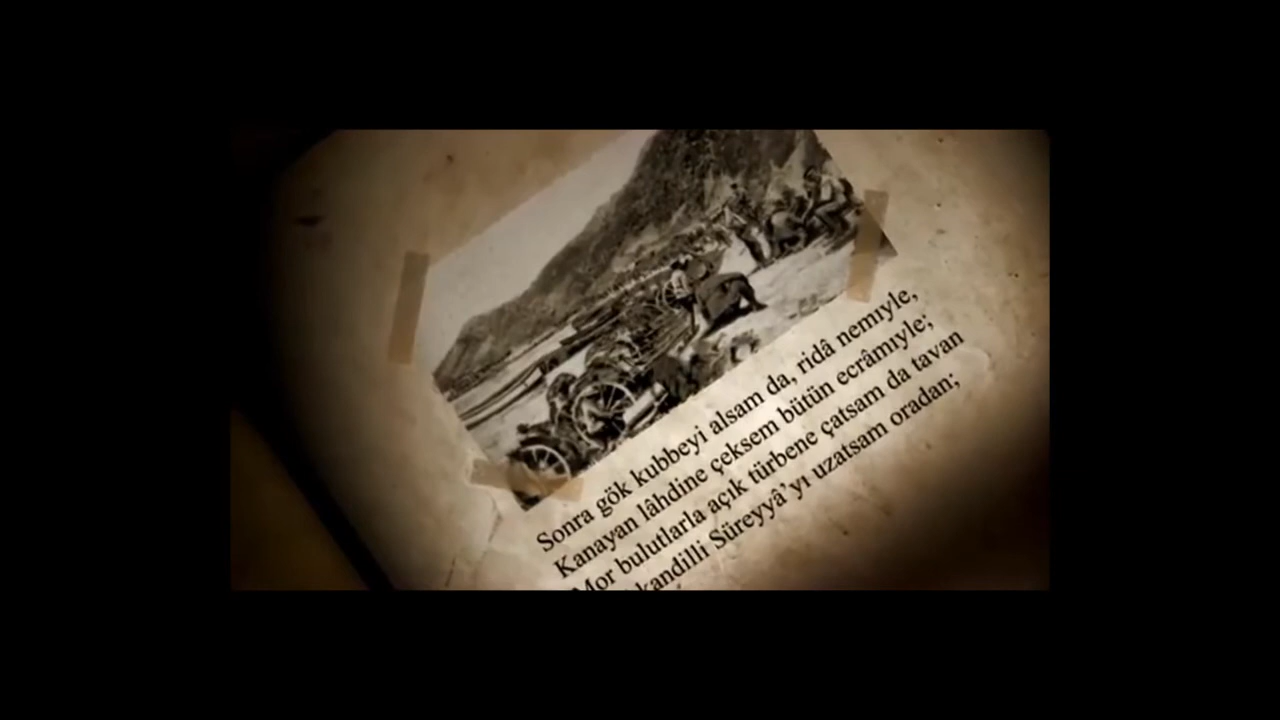 Sonra gök kubbeyi alsam da, ridâ nemıyle,
Kanayan lâhdine çeksem bütün ecrâmıyle;
Mor bulutlarla açık türbene çatsam da tavan
kandilli Süreyyâ'yı uzatsam oradan;